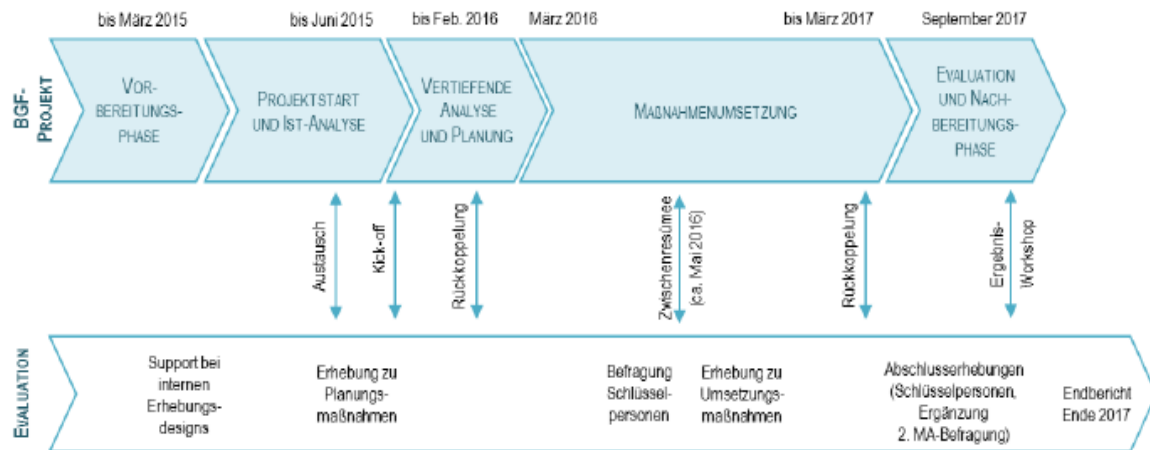 bis März 2015
bis Juni 2015
bis Feb. 2016
März 2016
bis März 2017
September 2017
BGF-
PROJEKT
VOR-
BEREITUNGS-
PHASE
PROJEKTSTART
UND IST-ANALYSE
VERTIEFENDE
ANALYSE
UND PLANUNG
MAßNAHMENUMSETZUNG
EVALUATION
UND NACH-
BEREITUNGS-
PHASE
Austausch
Kick-off
Rückkoppelung
Zwischenresümee
(ca. Mai 2016)
Rückkoppelung
Ergebnis-
Workshop
EVALUATION
Support bei
internen
Erhebungs-
designs
Erhebung zu
Planungs-
maßnahmen
Befragung
Schlüssel-
personen
Erhebung zu
Umsetzungs-
maßnahmen
Abschlusserhebungen
(Schlüsselpersonen,
Ergänzung
2. MA-Befragung)
Endbericht
Ende 2017